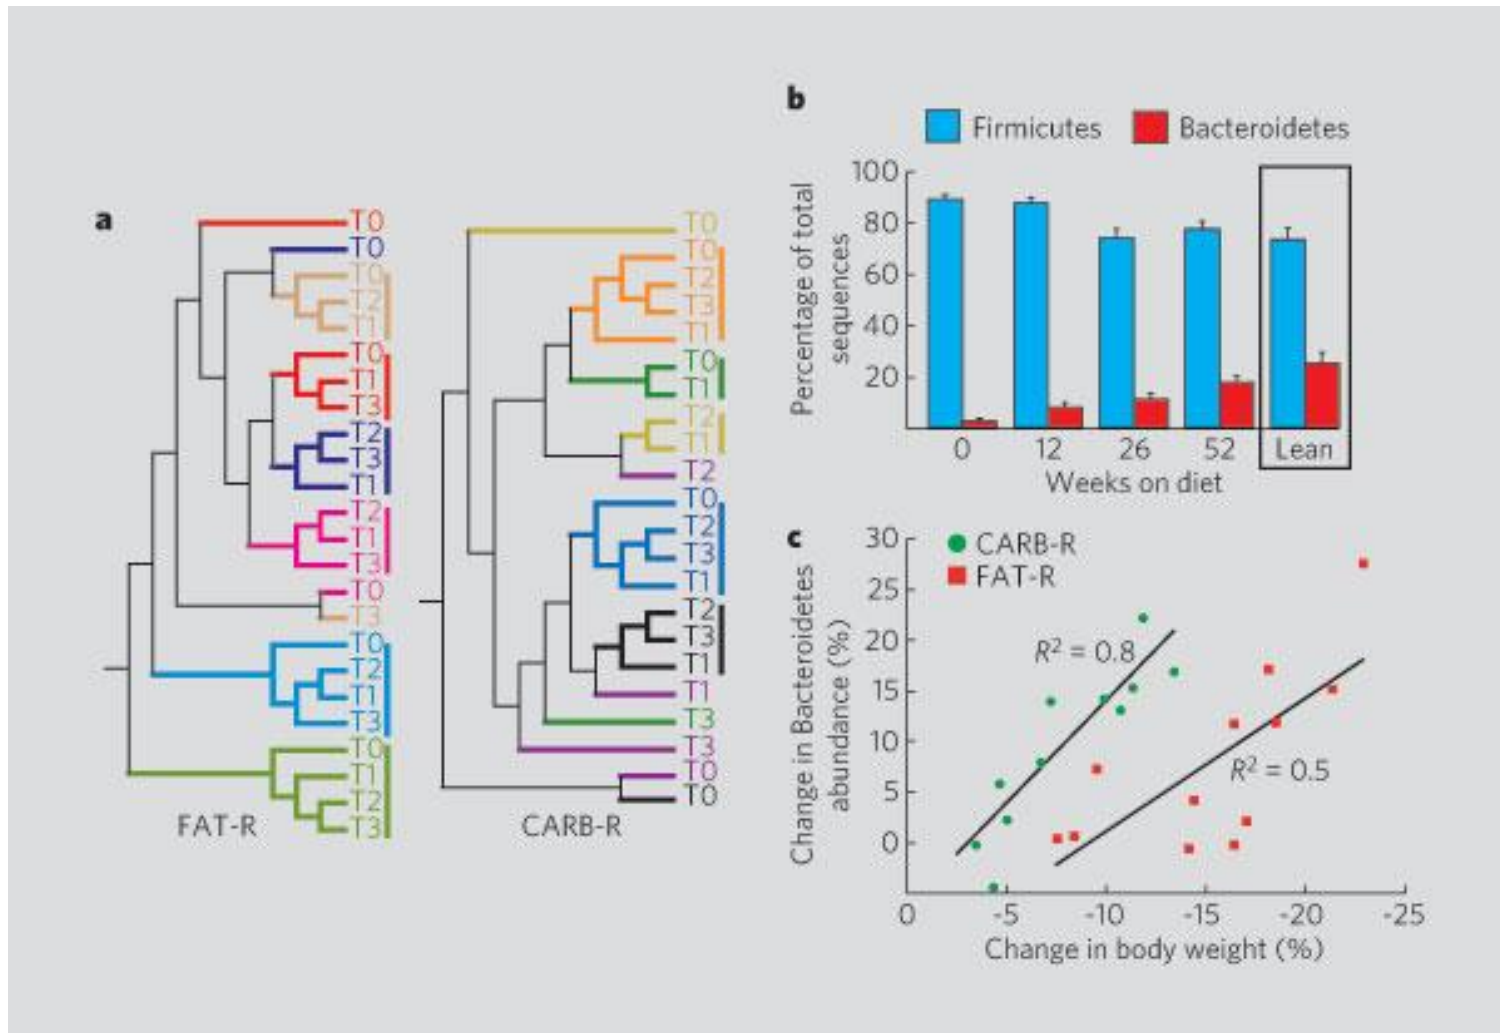 a
T0
T0
T0
T2
T1
T0
T1
T3
T2
T3
T1
T2
T1
T3
T0
T3
T0
T2
T1
T3
T0
T1
T2
T3
FAT-R
T0
T0
T2
T3
T1
T0
T1
T2
T1
T2
T0
T2
T3
T1
T2
T3
T1
T1
T3
T3
T0
T0
CARB-R
b
Firmicutes
Bacteroidetes
Percentage of total
sequences
100
80
60
40
20
0 12 26 52 Lean
Weeks on diet
c
CARB-R
FAT-R
Change in Bacteroidetes
abundance (%)
30
25
20
15
10
5
0
R² = 0.8
R² = 0.5
0 -5 -10 -15 -20 -25
Change in body weight (%)